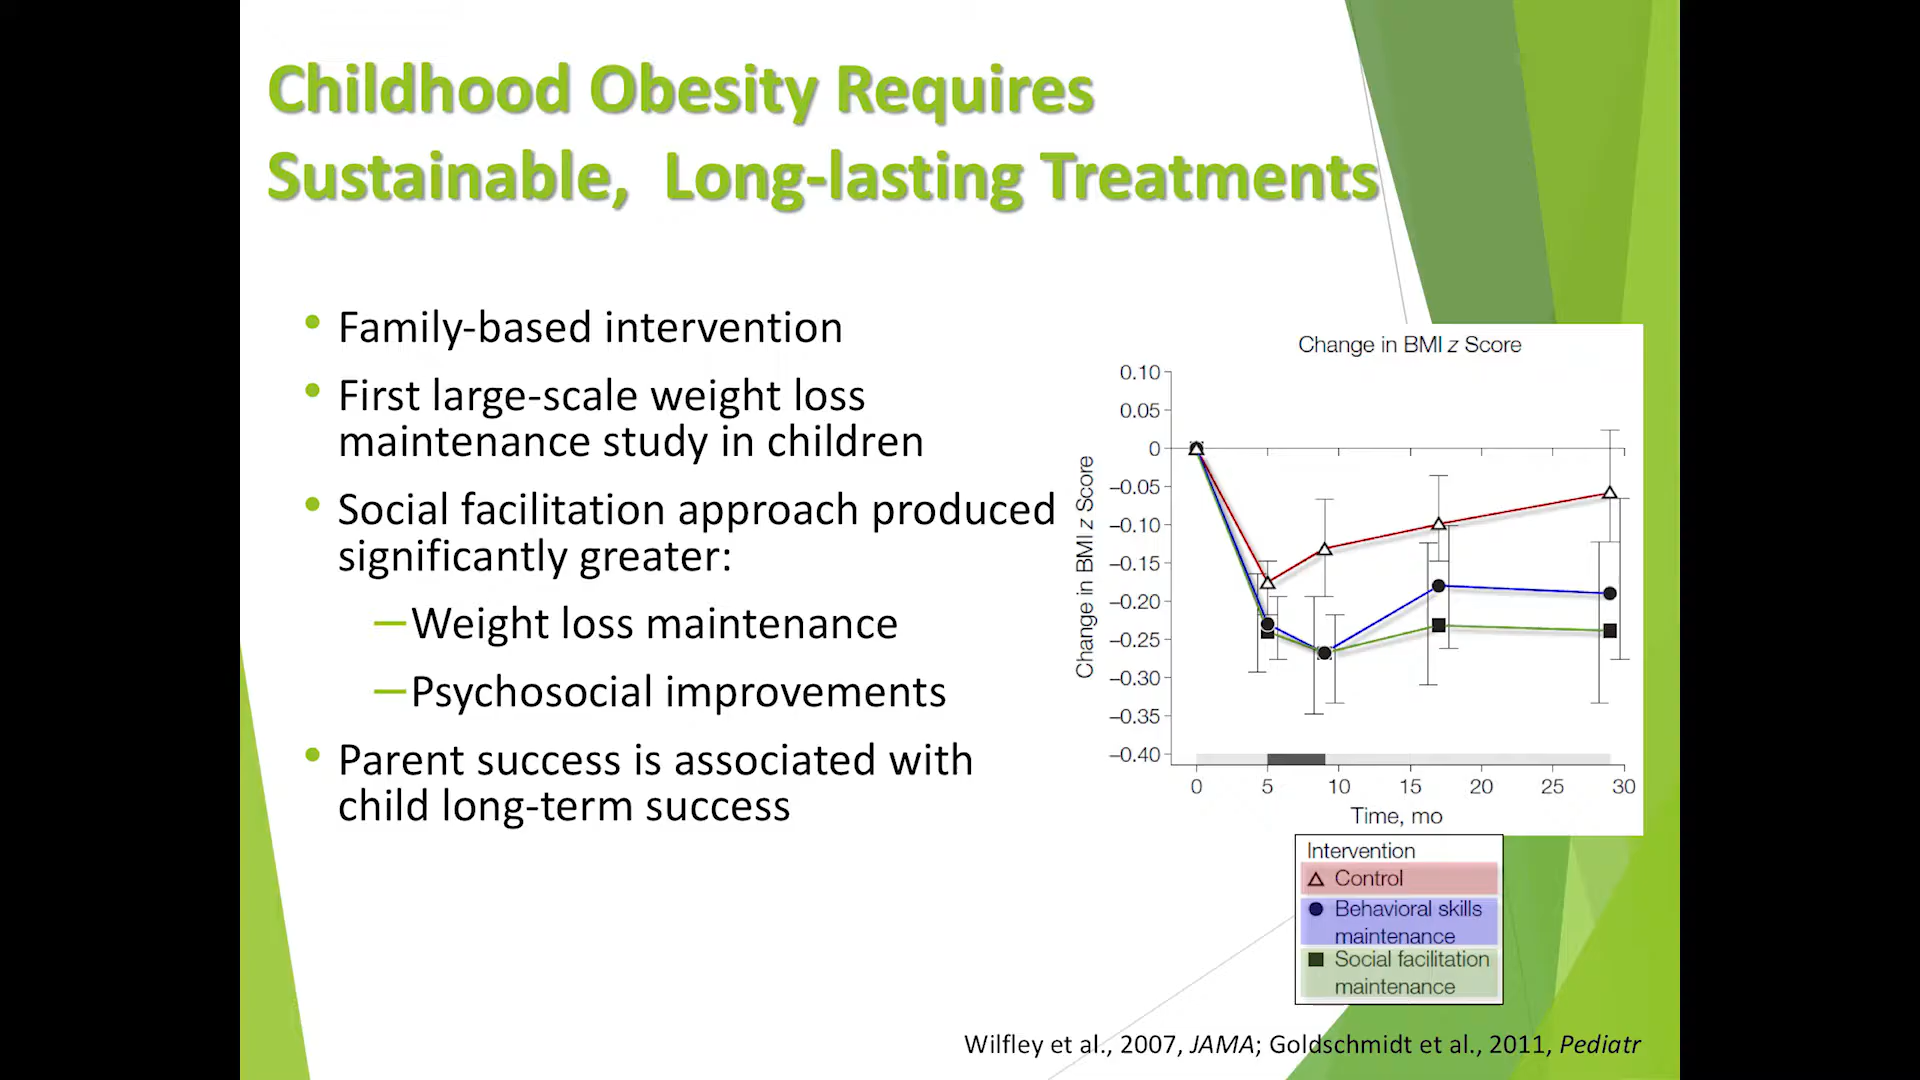 Childhood Obesity Requires
Sustainable, Long-lasting Treatments
• Family-based intervention
• First large-scale weight loss
maintenance study in children
• Social facilitation approach produced
significantly greater:
–Weight loss maintenance
–Psychosocial improvements
• Parent success is associated with
child long-term success
Change in BMI z Score
Change in BMI z Score
0.10
0.05
0
–0.05
–0.10
–0.15
–0.20
–0.25
–0.30
–0.35
–0.40
0 5 10 15 20 25 30
Time, mo
Intervention
Control
Behavioral skills
maintenance
Social facilitation
maintenance
Wilfley et al., 2007, JAMA; Goldschmidt et al., 2011, Pediatr